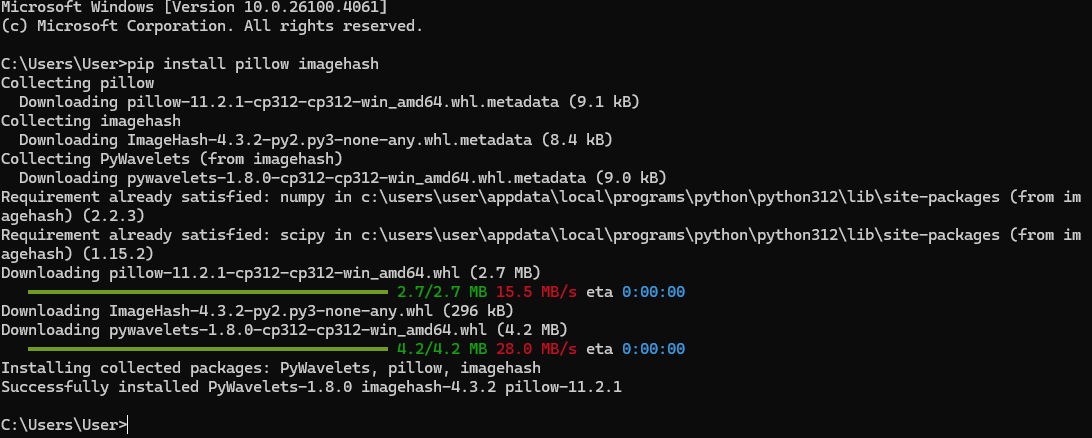 Microsoft Windows [Version 10.0.26100.4061]
(c) Microsoft Corporation. All rights reserved.
C:\Users\User>pip install pillow imagehash
Collecting pillow
  Downloading pillow-11.2.1-cp312-cp312-win_amd64.whl.metadata (9.1 kB)
Collecting imagehash
  Downloading ImageHash-4.3.2-py2.py3-none-any.whl.metadata (8.4 kB)
Collecting PyWavelets (from imagehash)
  Downloading pywavelets-1.8.0-cp312-cp312-win_amd64.whl.metadata (9.0 kB)
Requirement already satisfied: numpy in c:\users\user\appdata\local\programs\python\python312\lib\site-packages (from im
agehash) (2.2.3)
Requirement already satisfied: scipy in c:\users\user\appdata\local\programs\python\python312\lib\site-packages (from im
agehash) (1.15.2)
Downloading pillow-11.2.1-cp312-cp312-win_amd64.whl (2.7 MB)
2.7/2.7 MB 15.5 MB/s eta 0:00:00
Downloading ImageHash-4.3.2-py2.py3-none-any.whl (296 kB)
Downloading pywavelets-1.8.0-cp312-cp312-win_amd64.whl (4.2 MB)
4.2/4.2 MB 28.0 MB/s eta 0:00:00
Installing collected packages: PyWavelets, pillow, imagehash
Successfully installed PyWavelets-1.8.0 imagehash-4.3.2 pillow-11.2.1
C:\Users\User>